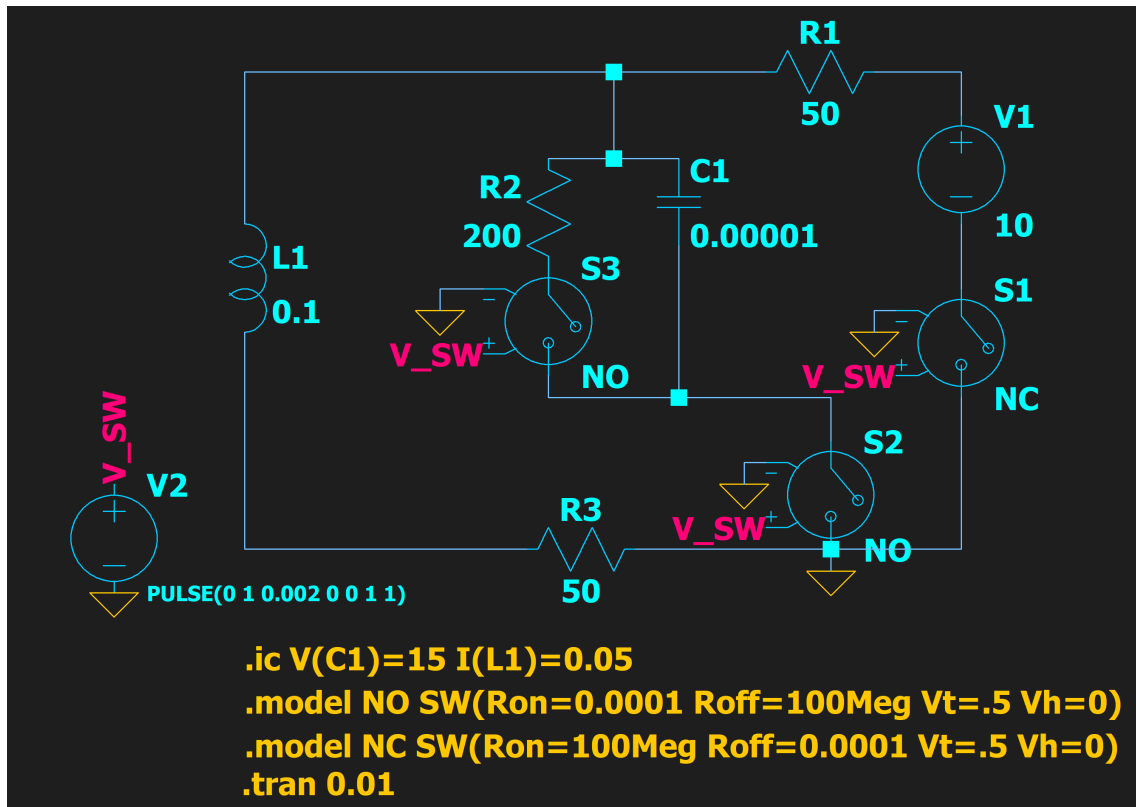 R1
50
V1
+
−
10
R2
200
C1
0.00001
L1
0.1
S3
−
+
V_SW
NO
S1
−
+
V_SW
NC
S2
−
+
V_SW
NO
V_SW
V2
+
−
PULSE(0 1 0.002 0 0 1 1)
R3
50
.ic V(C1)=15 I(L1)=0.05
.model NO SW(Ron=0.0001 Roff=100Meg Vt=.5 Vh=0)
.model NC SW(Ron=100Meg Roff=0.0001 Vt=.5 Vh=0)
.tran 0.01